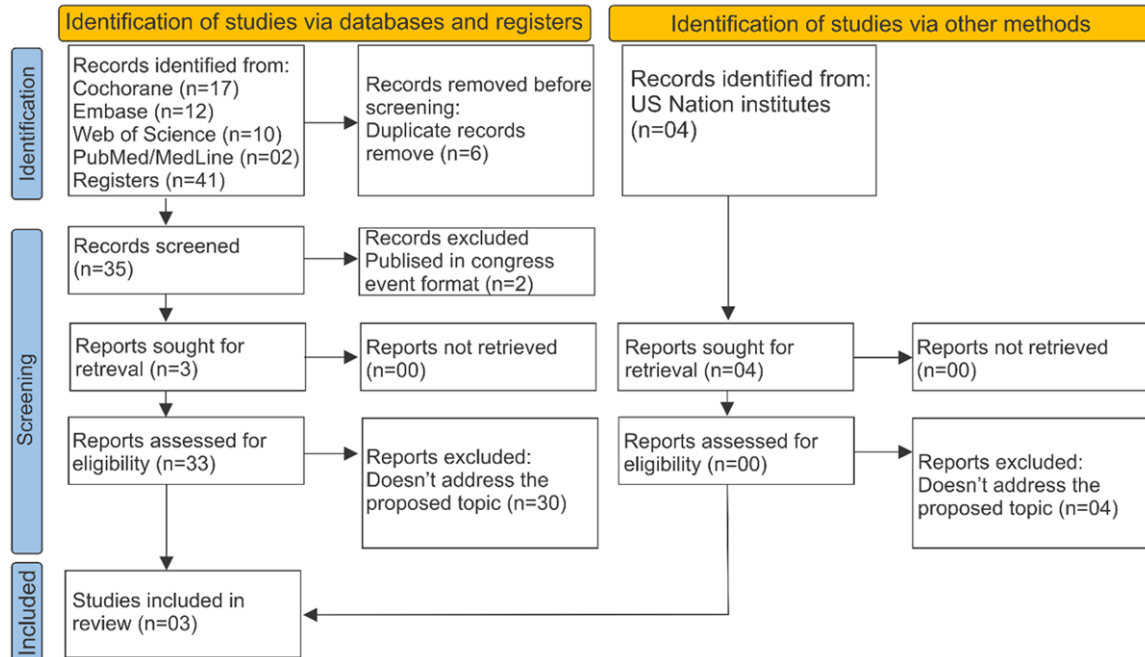 Identification of studies via databases and registers
Identification of studies via other methods
Identification
Records identified from:
Cochorane (n=17)
Embase (n=12)
Web of Science (n=10)
PubMed/MedLine (n=02)
Registers (n=41)
Records removed before
screening:
Duplicate records
remove (n=6)
Records identified from:
US Nation institutes
(n=04)
Screening
Records screened
(n=35)
Records excluded
Publised in congress
event format (n=2)
Reports sought for
retreval (n=3)
Reports not retrieved
(n=00)
Reports sought for
retrieval (n=04)
Reports not retrieved
(n=00)
Reports assessed for
eligibility (n=33)
Reports excluded:
Doesn't address the
proposed topic (n=30)
Reports assessed for
eligibility (n=00)
Reports excluded:
Doesn't address the
proposed topic (n=04)
Included
Studies included in
review (n=03)